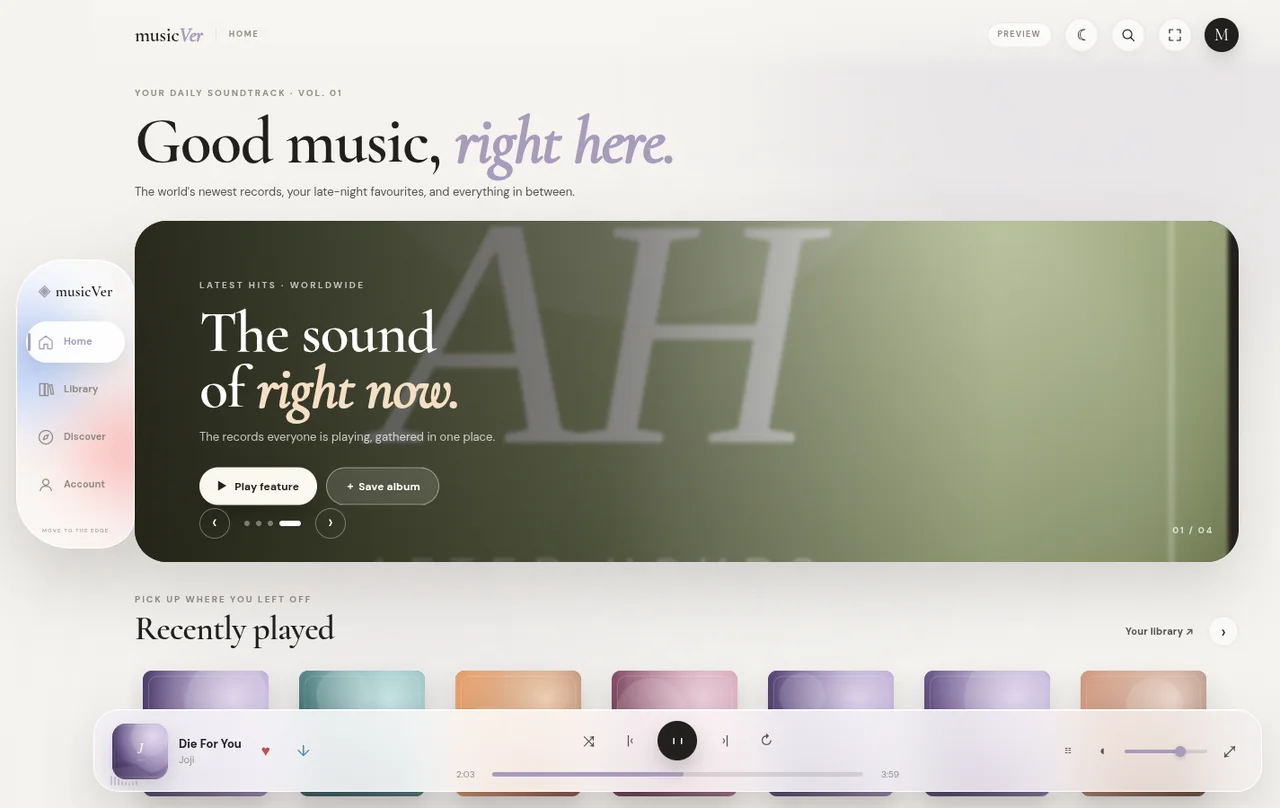 musicVer
HOME
PREVIEW
M
YOUR DAILY SOUNDTRACK · VOL. 01
Good music, right here.
The world's newest records, your late-night favourites, and everything in between.
musicVer
Home
Library
Discover
Account
MOVE TO THE EDGE
AH
LATEST HITS · WORLDWIDE
The sound
of right now.
The records everyone is playing, gathered in one place.
Play feature
+ Save album
01 / 04
PICK UP WHERE YOU LEFT OFF
Recently played
Your library ↗
J
Die For You
Joji
2:03
3:59